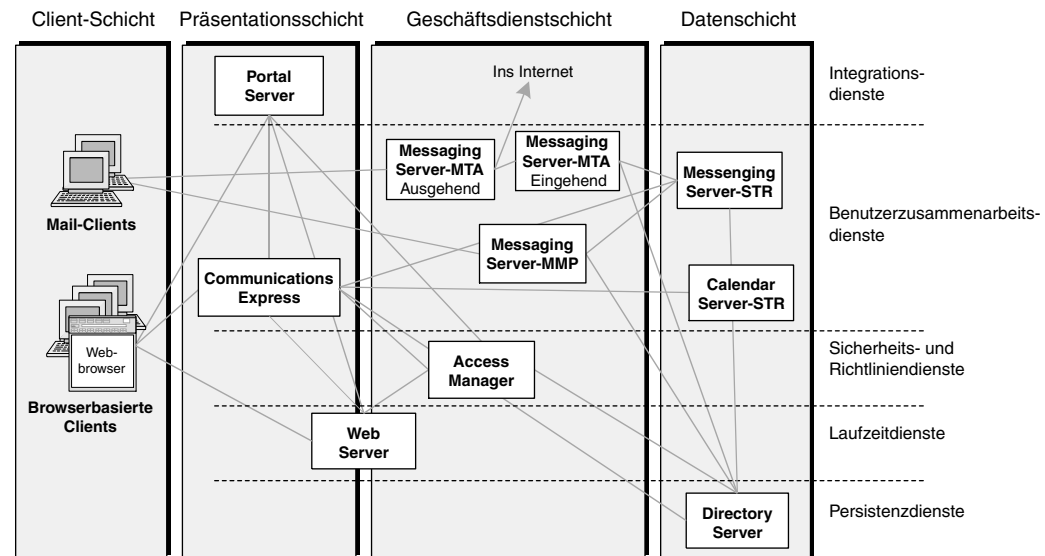 Client-Schicht
Präsentationsschicht
Geschäftsdienstschicht
Datenschicht
Ins Internet
Integrations-
dienste
Portal
Server
Messaging
Server-MTA
Ausgehend
Messaging
Server-MTA
Eingehend
Messenging
Server-STR
Mail-Clients
Benutzerzusammenarbeits-
dienste
Messaging
Server-MMP
Communications
Express
Calendar
Server-STR
Web-
browser
Browserbasierte
Clients
Access
Manager
Sicherheits- und
Richtliniendienste
Web
Server
Laufzeitdienste
Directory
Server
Persistenzdienste